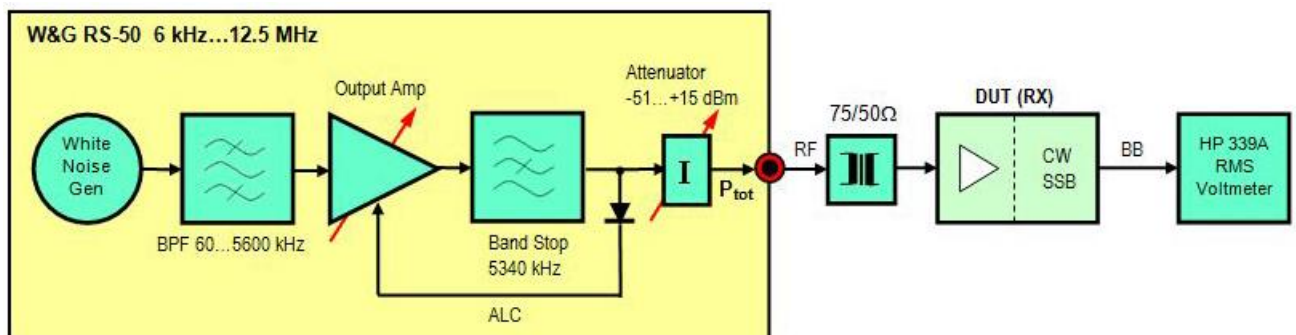 W&G RS-50 6 kHz...12.5 MHz
White
Noise
Gen
BPF 60...5600 kHz
Output Amp
Band Stop
5340 kHz
ALC
Attenuator
-51...+15 dBm
I
Ptot
RF
75/50Ω
DUT (RX)
CW
SSB
BB
HP 339A
RMS
Voltmeter